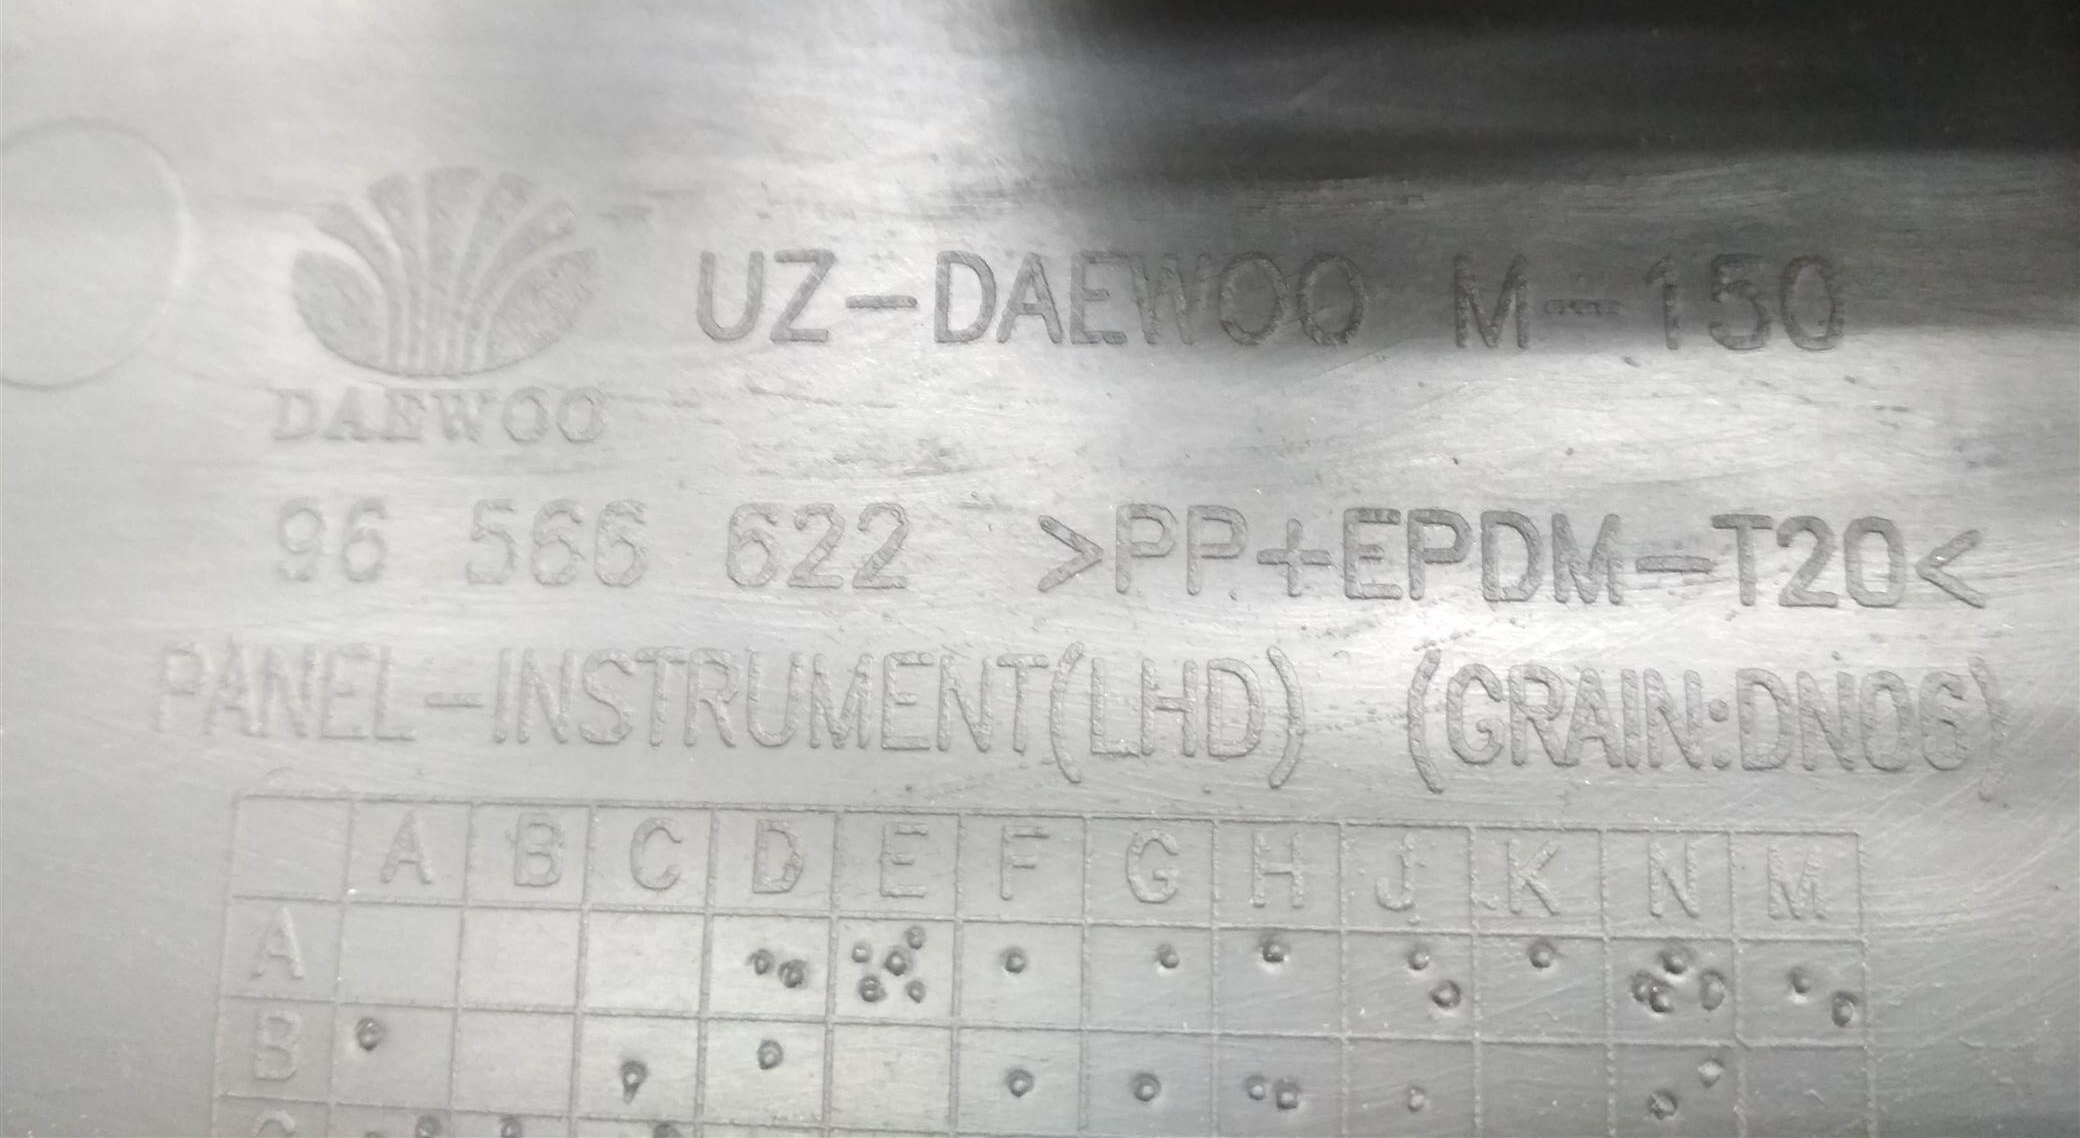 UZ-DAEWOO M-150
DAEWOO
96 566 622 >PP+EPDM-T20<
PANEL-INSTRUMENT(LHD) (GRAIN:DN06)
A B C D E F G H J K N M
A
B
C